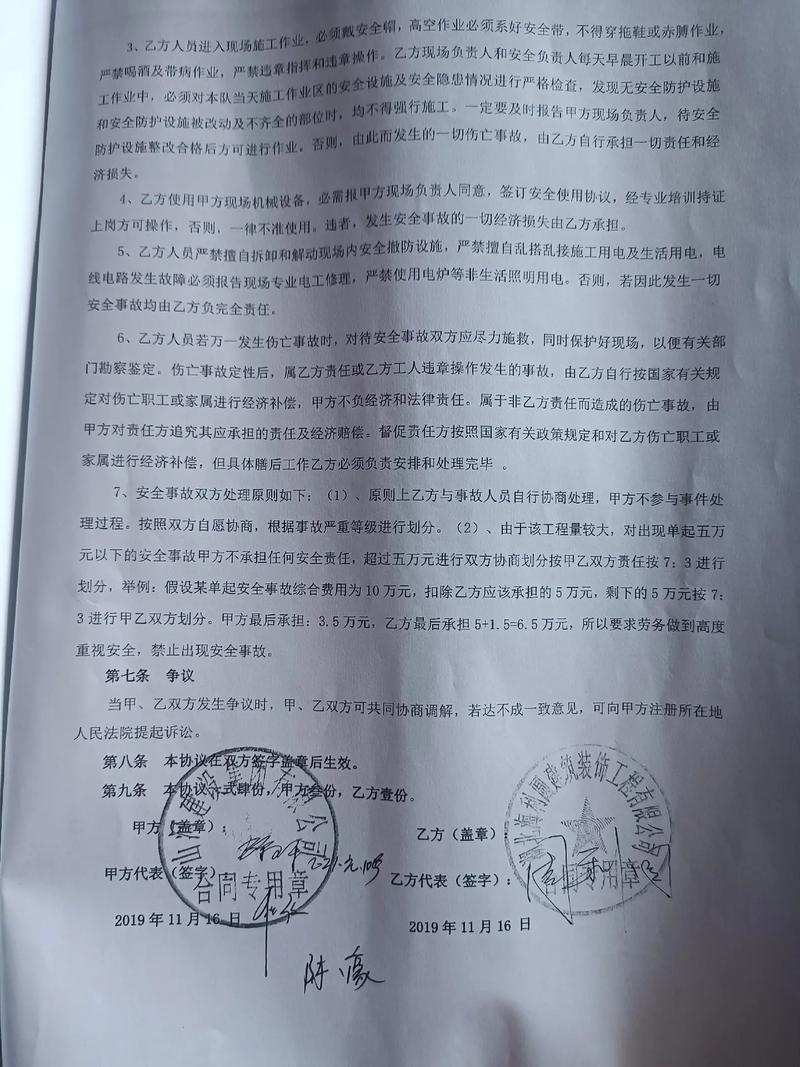 3、乙方人员进入现场施工作业，必须戴安全帽，高空作业必须系好安全带，不得穿拖鞋或赤膊作业，
严禁喝酒及带病作业，严禁违章指挥和违章操作。乙方现场负责人和安全负责人每天早晨开工以前和施
工作业中，必须对本队当天施工作业区的安全设施及安全隐患情况进行严格检查，发现无安全防护设施
和安全防护设施被改动及不齐全的部位时，均不得强行施工。一定要及时报告甲方现场负责人，待安全
防护设施整改合格后方可进行作业。否则，由此而发生的一切伤亡事故，由乙方自行承担一切责任和经
济损失。
4、乙方使用甲方现场机械设备，必需报甲方现场负责人同意，签订安全使用协议，经专业培训持证
上岗方可操作，否则，一律不准使用。违者，发生安全事故的一切经济损失由乙方承担。
5、乙方人员严禁擅自拆卸和解动现场内安全撤防设施，严禁擅自乱搭乱接施工用电及生活用电，电
线电路发生故障必须报告现场专业电工修理，严禁使用电炉等非生活照明用电。否则，若因此发生一切
安全事故均由乙方负完全责任。
6、乙方人员若万一发生伤亡事故时，对待安全事故双方应尽力施救，同时保护好现场，以便有关部
门勘察鉴定。伤亡事故定性后，属乙方责任或乙方工人违章操作发生的事故，由乙方自行按国家有关规
定对伤亡职工或家属进行经济补偿，甲方不负经济和法律责任。属于非乙方责任而造成的伤亡事故，由
甲方对责任方追究其应承担的责任及经济赔偿。督促责任方按照国家有关政策规定和对乙方伤亡职工或
家属进行经济补偿，但具体膳后工作乙方必须负责安排和处理完毕 。
7、安全事故双方处理原则如下：（1）、原则上乙方与事故人员自行协商处理，甲方不参与事件处
理过程。按照双方自愿协商，根据事故严重等级进行划分。（2）、由于该工程量较大，对出现单起五万
元以下的安全事故甲方不承担任何安全责任，超过五万元进行双方协商划分按甲乙双方责任按 7：3 进行
划分，举例：假设某单起安全事故综合费用为 10 万元，扣除乙方应该承担的 5 万元，剩下的 5 万元按 7：
3 进行甲乙双方划分。甲方最后承担：3.5 万元，乙方最后承担 5+1.5=6.5 万元，所以要求劳务做到高度
重视安全，禁止出现安全事故。
第七条 争议
当甲、乙双方发生争议时，甲、乙双方可共同协商调解，若达不成一致意见，可向甲方注册所在地
人民法院提起诉讼。
第八条 本协议在双方签字盖章后生效。
第九条 本协议一式肆份，甲方叁份，乙方壹份。
甲方（盖章）：
乙方（盖章）：
甲方代表（签字）：
乙方代表（签字）：
合同专用章
2019 年 11 月 16 日
2019 年 11 月 16 日